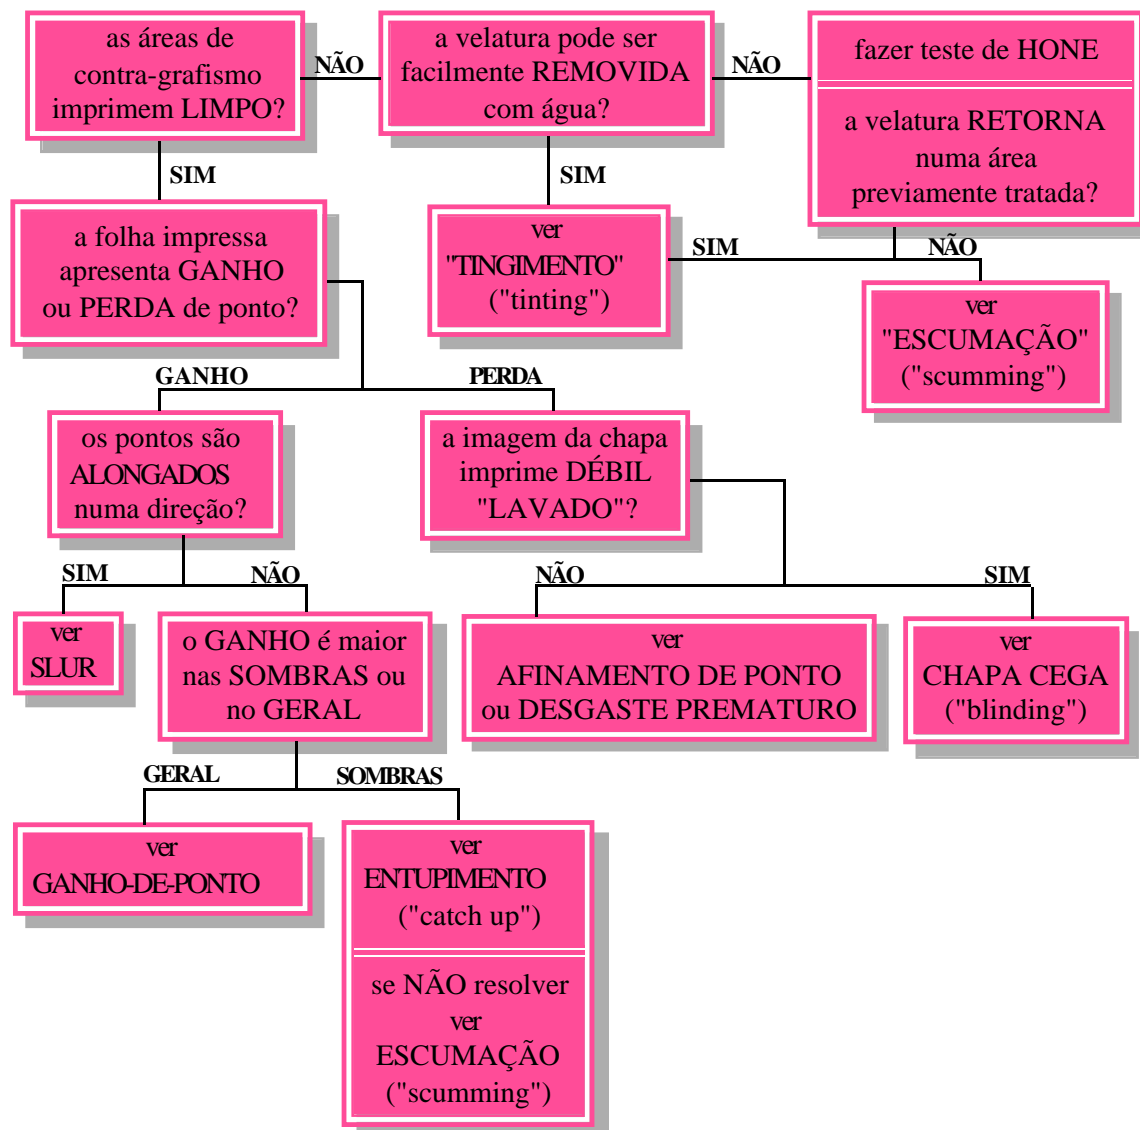 as áreas de
contra-grafismo
imprimem LIMPO?
NÃO
a velatura pode ser
facilmente REMOVIDA
com água?
NÃO
fazer teste de HONE
a velatura RETORNA
numa área
previamente tratada?
SIM
SIM
a folha impressa
apresenta GANHO
ou PERDA de ponto?
ver
"TINGIMENTO"
("tinting")
SIM
NÃO
ver
"ESCUMAÇÃO"
("scumming")
GANHO
PERDA
os pontos são
ALONGADOS
numa direção?
a imagem da chapa
imprime DÉBIL
"LAVADO"?
SIM
NÃO
NÃO
SIM
ver
SLUR
o GANHO é maior
nas SOMBRAS ou
no GERAL
ver
AFINAMENTO DE PONTO
ou DESGASTE PREMATURO
ver
CHAPA CEGA
("blinding")
GERAL
SOMBRAS
ver
GANHO-DE-PONTO
ver
ENTUPIMENTO
("catch up")
se NÃO resolver
ver
ESCUMAÇÃO
("scumming")